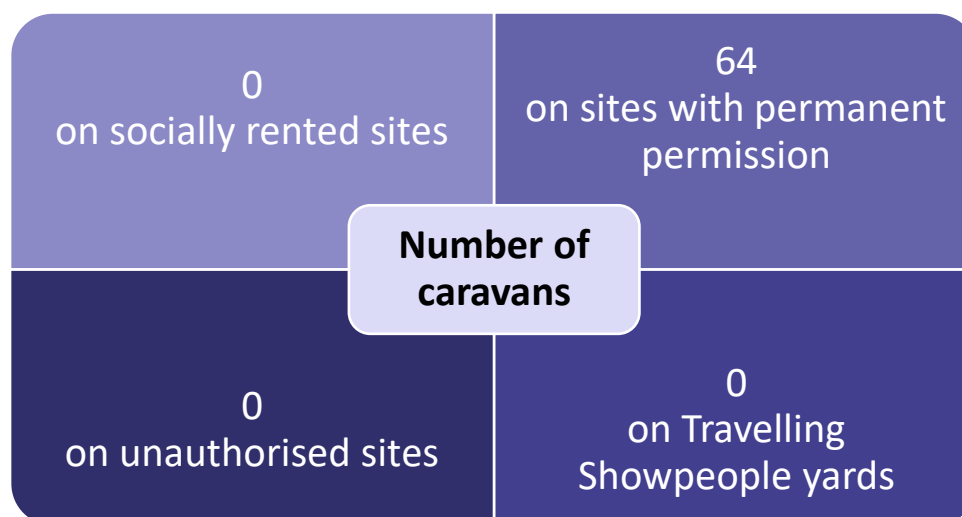 0
on socially rented sites
64
on sites with permanent
permission
Number of
caravans
0
on unauthorised sites
0
on Travelling
Showpeople yards